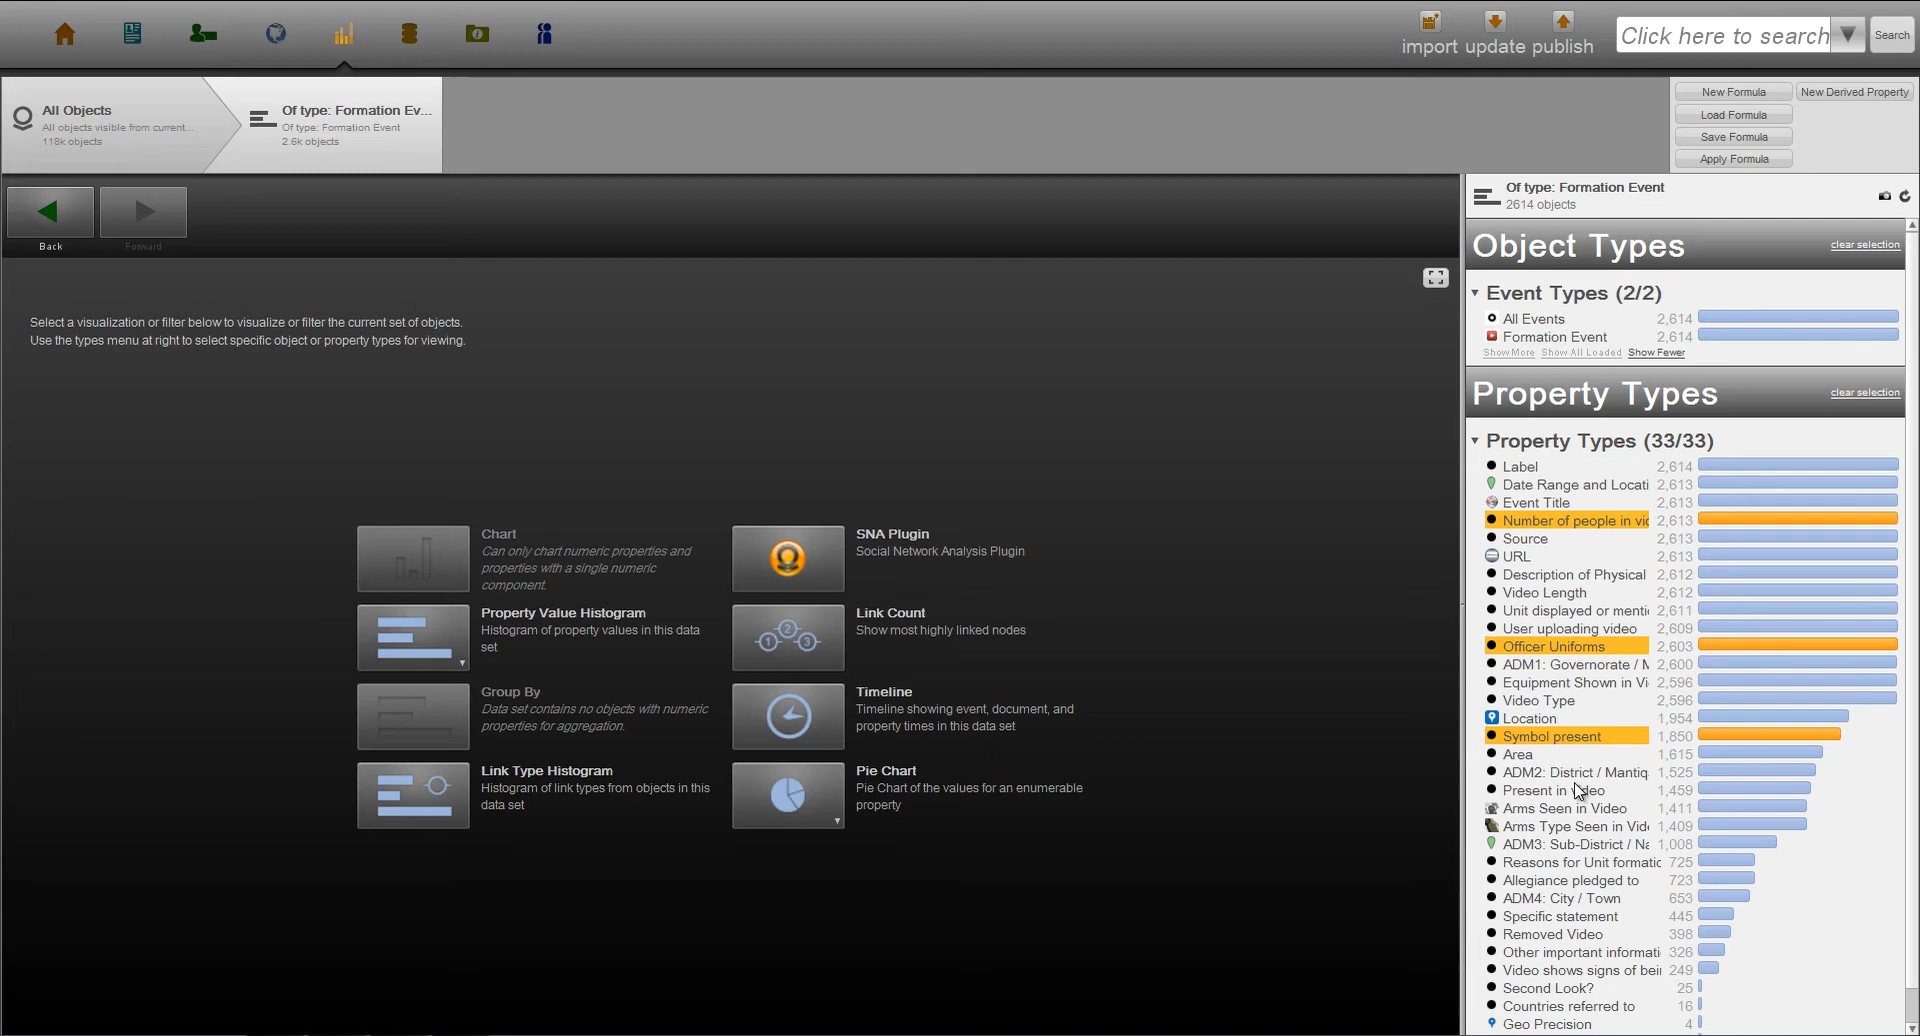 import update publish
Click here to search
Search
All Objects
All objects visible from current...
118k objects
Of type: Formation Ev...
Of type: Formation Event
2.6k objects
New Formula
New Derived Property
Load Formula
Save Formula
Apply Formula
Back
Forward
Of type: Formation Event
2614 objects
Select a visualization or filter below to visualize or filter the current set of objects.
Use the types menu at right to select specific object or property types for viewing.
Chart
Can only chart numeric properties and
properties with a single numeric
component.
SNA Plugin
Social Network Analysis Plugin
Property Value Histogram
Histogram of property values in this data
set
Link Count
Show most highly linked nodes
Group By
Data set contains no objects with numeric
properties for aggregation.
Timeline
Timeline showing event, document, and
property times in this data set
Link Type Histogram
Histogram of link types from objects in this
data set
Pie Chart
Pie Chart of the values for an enumerable
property
Object Types
clear selection
Event Types (2/2)
All Events 2,614
Formation Event 2,614
Show More Show All Loaded Show Fewer
Property Types
clear selection
Property Types (33/33)
Label 2,614
Date Range and Locati 2,613
Event Title 2,613
Number of people in vic 2,613
Source 2,613
URL 2,613
Description of Physical 2,612
Video Length 2,612
Unit displayed or menti 2,611
User uploading video 2,609
Officer Uniforms 2,603
ADM1: Governorate / M 2,600
Equipment Shown in Vi 2,596
Video Type 2,596
Location 1,954
Symbol present 1,850
Area 1,615
ADM2: District / Mantiq 1,525
Present in video 1,459
Arms Seen in Video 1,411
Arms Type Seen in Vid 1,409
ADM3: Sub-District / Na 1,008
Reasons for Unit formatic 725
Allegiance pledged to 723
ADM4: City / Town 653
Specific statement 445
Removed Video 398
Other important informati 326
Video shows signs of bei 249
Second Look? 25
Countries referred to 16
Geo Precision 4